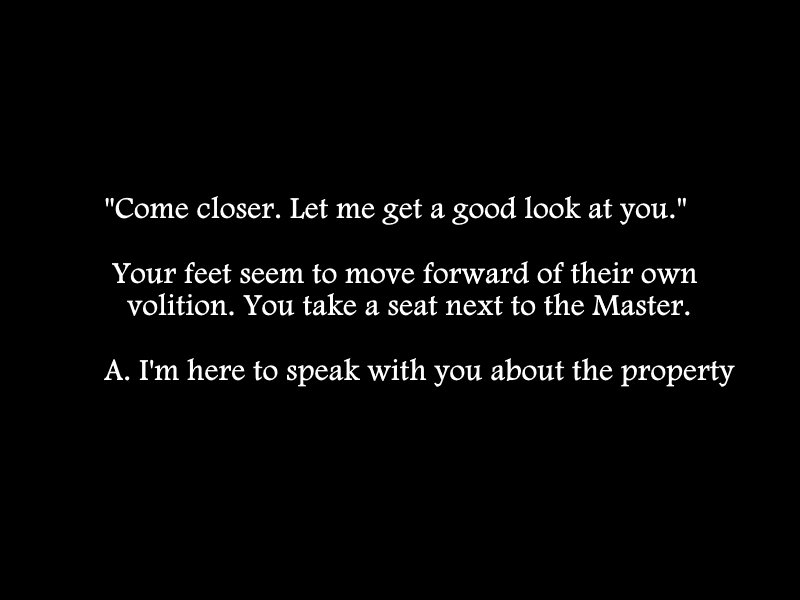 "Come closer. Let me get a good look at you."
Your feet seem to move forward of their own
volition. You take a seat next to the Master.
A. I'm here to speak with you about the property